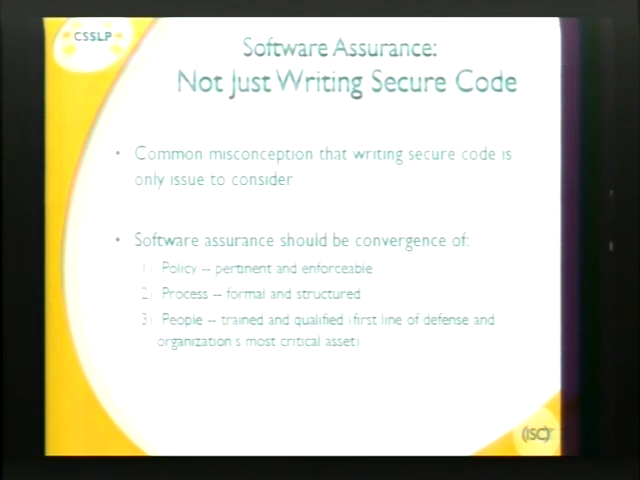 CSSLP
Software Assurance:
Not Just Writing Secure Code
• Common misconception that writing secure code is
only issue to consider
• Software assurance should be convergence of:
1) Policy -- pertinent and enforceable
2) Process -- formal and structured
3) People -- trained and qualified (first line of defense and
organization's most critical asset)
(ISC)²